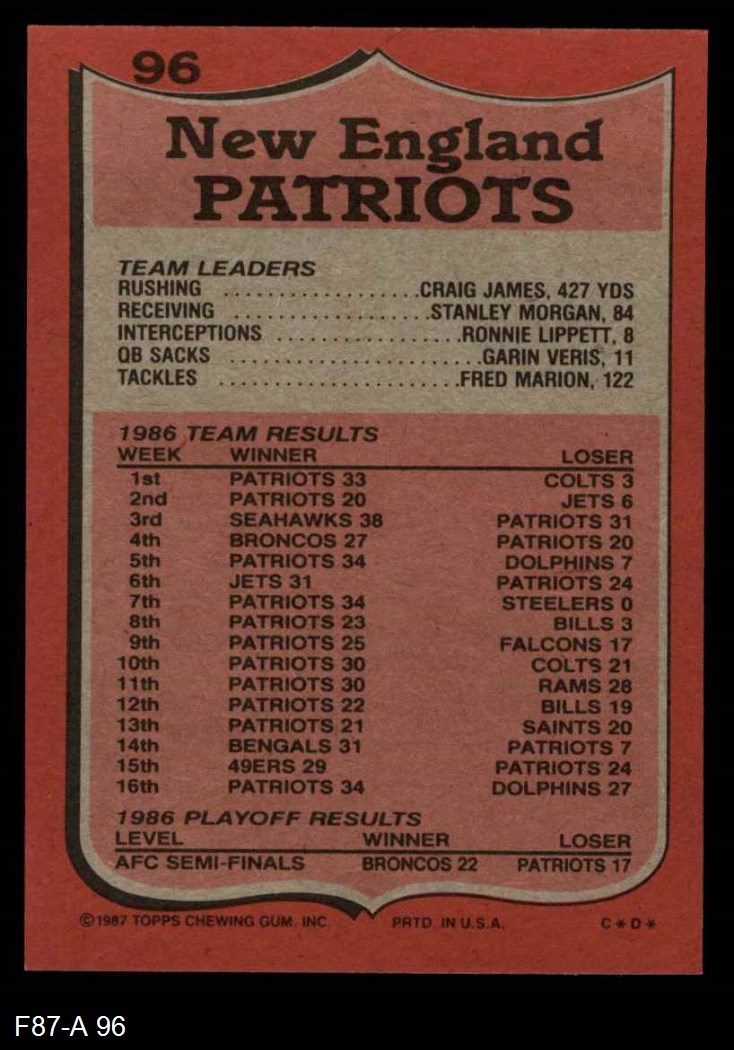 96
New England
PATRIOTS
TEAM LEADERS
RUSHING ..................CRAIG JAMES, 427 YDS
RECEIVING ....................STANLEY MORGAN, 84
INTERCEPTIONS .................RONNIE LIPPETT, 8
QB SACKS .......................GARIN VERIS, 11
TACKLES ......................FRED MARION, 122
1986 TEAM RESULTS
WEEK WINNER LOSER
1st PATRIOTS 33 COLTS 3
2nd PATRIOTS 20 JETS 6
3rd SEAHAWKS 38 PATRIOTS 31
4th BRONCOS 27 PATRIOTS 20
5th PATRIOTS 34 DOLPHINS 7
6th JETS 31 PATRIOTS 24
7th PATRIOTS 34 STEELERS 0
8th PATRIOTS 23 BILLS 3
9th PATRIOTS 25 FALCONS 17
10th PATRIOTS 30 COLTS 21
11th PATRIOTS 30 RAMS 28
12th PATRIOTS 22 BILLS 19
13th PATRIOTS 21 SAINTS 20
14th BENGALS 31 PATRIOTS 7
15th 49ERS 29 PATRIOTS 24
16th PATRIOTS 34 DOLPHINS 27
1986 PLAYOFF RESULTS
LEVEL WINNER LOSER
AFC SEMI-FINALS BRONCOS 22 PATRIOTS 17
© 1987 TOPPS CHEWING GUM, INC. PRTD. IN U.S.A. C * D *
F87-A 96